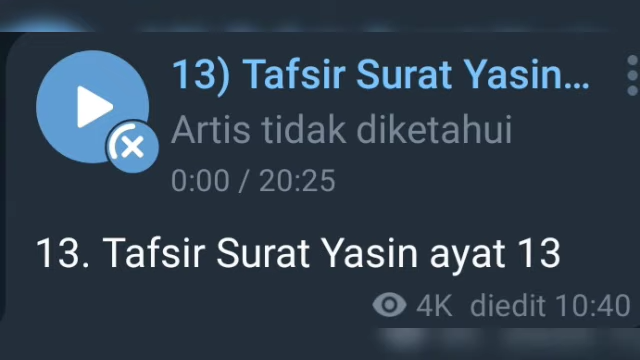 13) Tafsir Surat Yasin...
Artis tidak diketahui
0:00 / 20:25
13. Tafsir Surat Yasin ayat 13
4K diedit 10:40